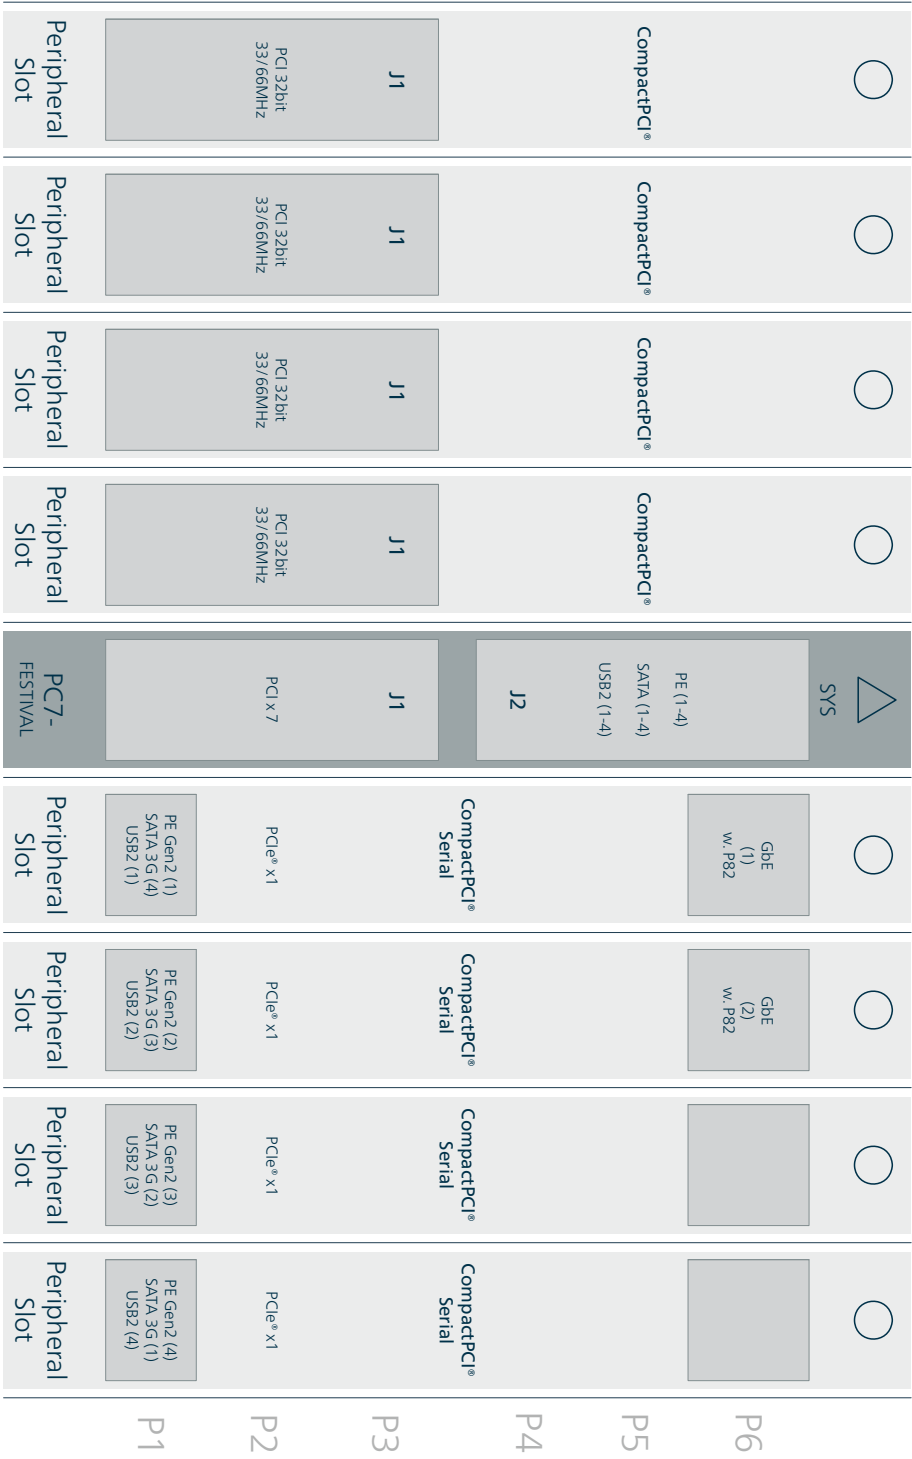 CompactPCI®
J1
PCI 32bit
33/66MHz
Peripheral
Slot
CompactPCI®
J1
PCI 32bit
33/66MHz
Peripheral
Slot
CompactPCI®
J1
PCI 32bit
33/66MHz
Peripheral
Slot
CompactPCI®
J1
PCI 32bit
33/66MHz
Peripheral
Slot
SYS
PE (1-4)
SATA (1-4)
USB2 (1-4)
J2
J1
PCI x 7
PC7-
FESTIVAL
GbE
(1)
w. P82
CompactPCI®
Serial
PCIe® x1
PE Gen2 (1)
SATA 3G (4)
USB2 (1)
Peripheral
Slot
GbE
(2)
w. P82
CompactPCI®
Serial
PCIe® x1
PE Gen2 (2)
SATA 3G (3)
USB2 (2)
Peripheral
Slot
CompactPCI®
Serial
PCIe® x1
PE Gen2 (3)
SATA 3G (2)
USB2 (3)
Peripheral
Slot
CompactPCI®
Serial
PCIe® x1
PE Gen2 (4)
SATA 3G (1)
USB2 (4)
Peripheral
Slot
P6
P5
P4
P3
P2
P1